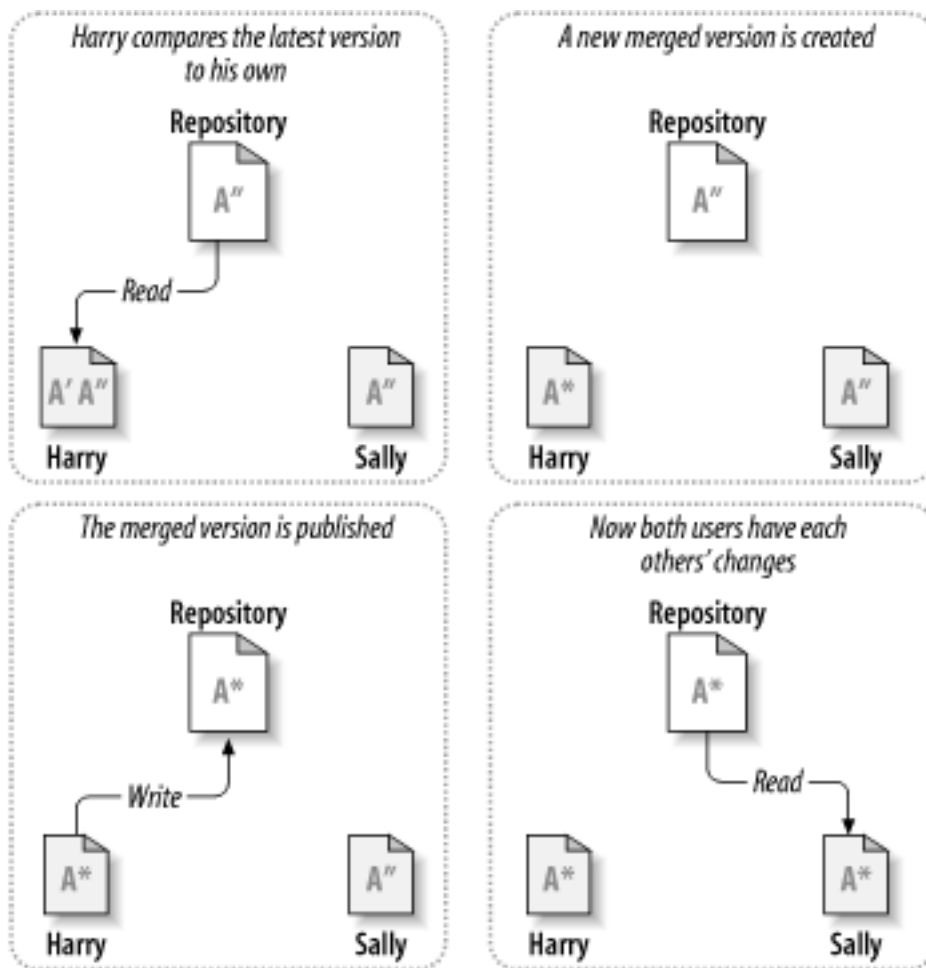 Harry compares the latest version
to his own
Repository
A″
Read
A′ A″
A″
Harry
Sally
A new merged version is created
Repository
A″
A*
A″
Harry
Sally
The merged version is published
Repository
A*
Write
A*
A″
Harry
Sally
Now both users have each
others’ changes
Repository
A*
Read
A*
A*
Harry
Sally